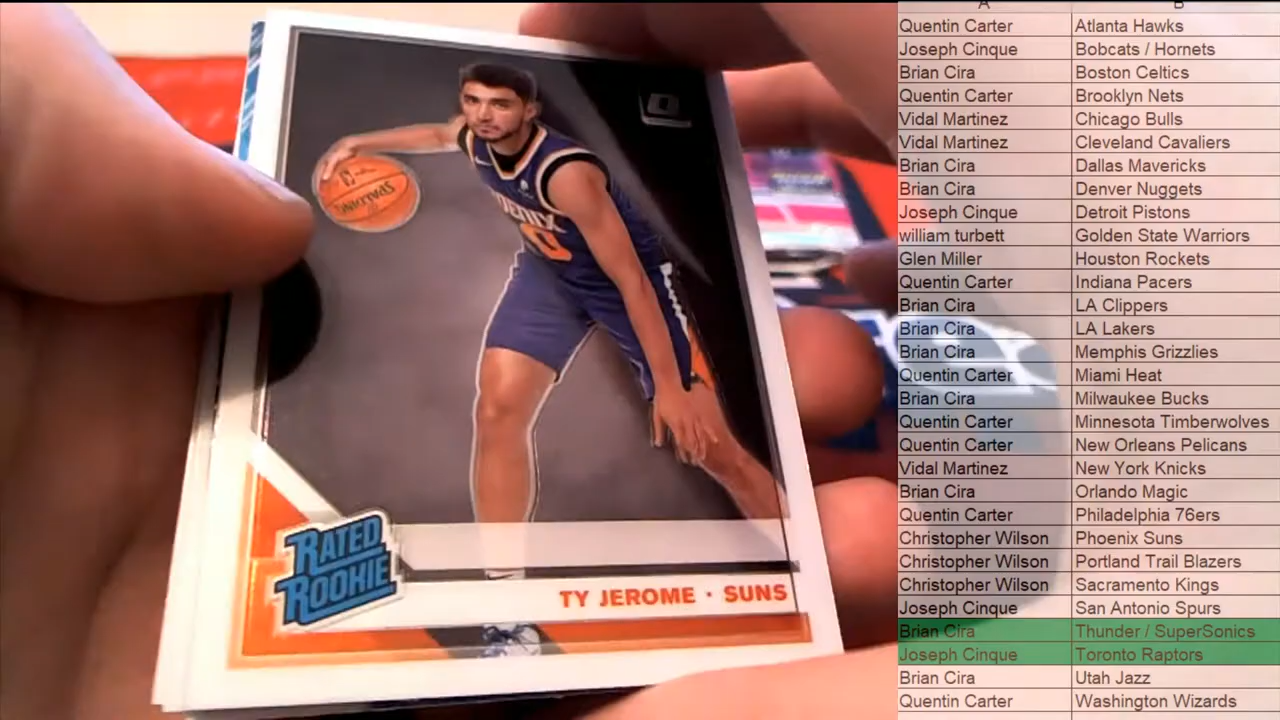 SPALDING
PHOENIX
10
RATED
ROOKIE
TY JEROME · SUNS
A B
Quentin Carter Atlanta Hawks
Joseph Cinque Bobcats / Hornets
Brian Cira Boston Celtics
Quentin Carter Brooklyn Nets
Vidal Martinez Chicago Bulls
Vidal Martinez Cleveland Cavaliers
Brian Cira Dallas Mavericks
Brian Cira Denver Nuggets
Joseph Cinque Detroit Pistons
william turbett Golden State Warriors
Glen Miller Houston Rockets
Quentin Carter Indiana Pacers
Brian Cira LA Clippers
Brian Cira LA Lakers
Brian Cira Memphis Grizzlies
Quentin Carter Miami Heat
Brian Cira Milwaukee Bucks
Quentin Carter Minnesota Timberwolves
Quentin Carter New Orleans Pelicans
Vidal Martinez New York Knicks
Brian Cira Orlando Magic
Quentin Carter Philadelphia 76ers
Christopher Wilson Phoenix Suns
Christopher Wilson Portland Trail Blazers
Christopher Wilson Sacramento Kings
Joseph Cinque San Antonio Spurs
Brian Cira Thunder / SuperSonics
Joseph Cinque Toronto Raptors
Brian Cira Utah Jazz
Quentin Carter Washington Wizards